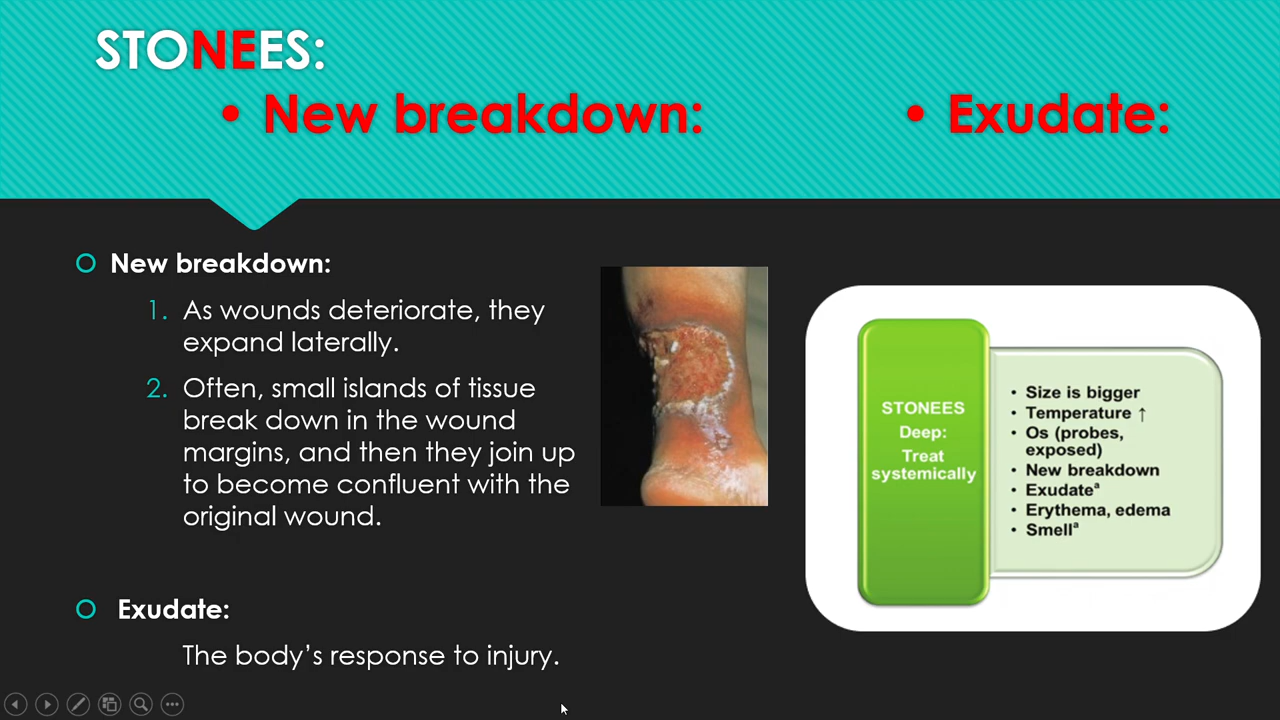 STONEES:
• New breakdown:
• Exudate:
New breakdown:
1. As wounds deteriorate, they
expand laterally.
2. Often, small islands of tissue
break down in the wound
margins, and then they join up
to become confluent with the
original wound.
Exudate:
The body’s response to injury.
STONEES
Deep:
Treat
systemically
• Size is bigger
• Temperature ↑
• Os (probes,
exposed)
• New breakdown
• Exudateª
• Erythema, edema
• Smellª